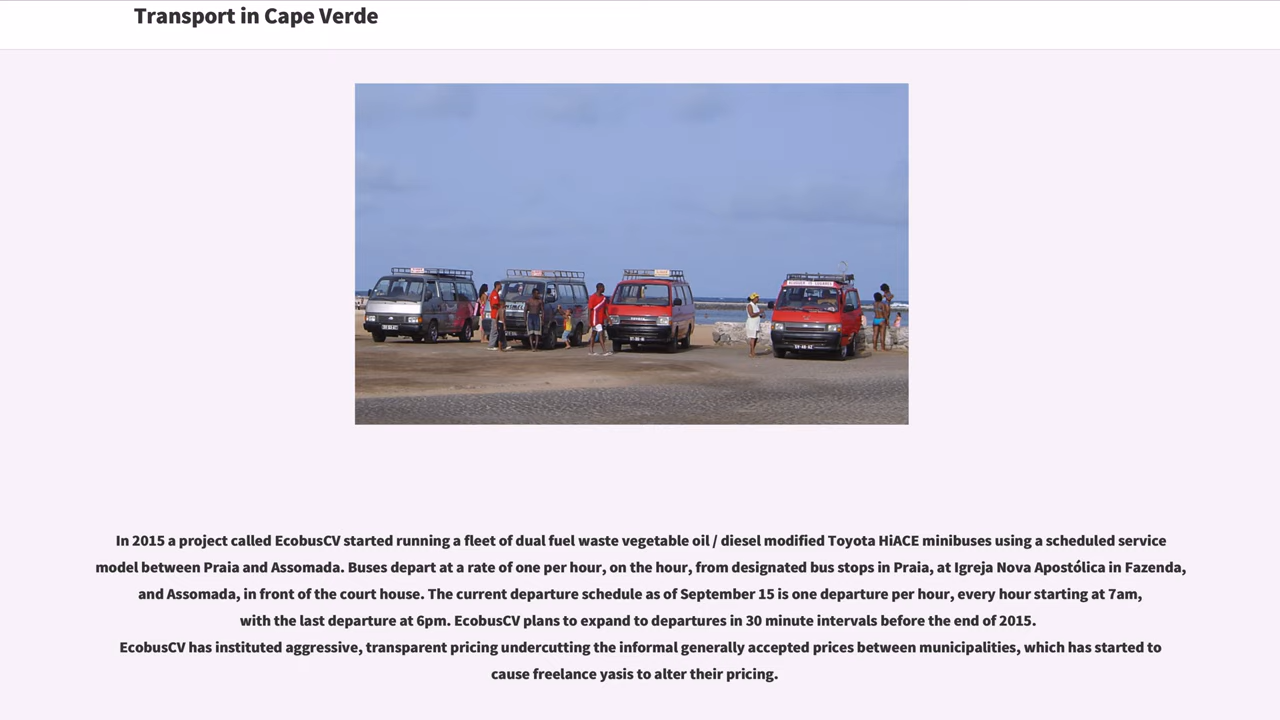 Transport in Cape Verde
In 2015 a project called EcobusCV started running a fleet of dual fuel waste vegetable oil / diesel modified Toyota HiACE minibuses using a scheduled service
model between Praia and Assomada. Buses depart at a rate of one per hour, on the hour, from designated bus stops in Praia, at Igreja Nova Apostólica in Fazenda,
and Assomada, in front of the court house. The current departure schedule as of September 15 is one departure per hour, every hour starting at 7am,
with the last departure at 6pm. EcobusCV plans to expand to departures in 30 minute intervals before the end of 2015.
EcobusCV has instituted aggressive, transparent pricing undercutting the informal generally accepted prices between municipalities, which has started to
cause freelance yasis to alter their pricing.